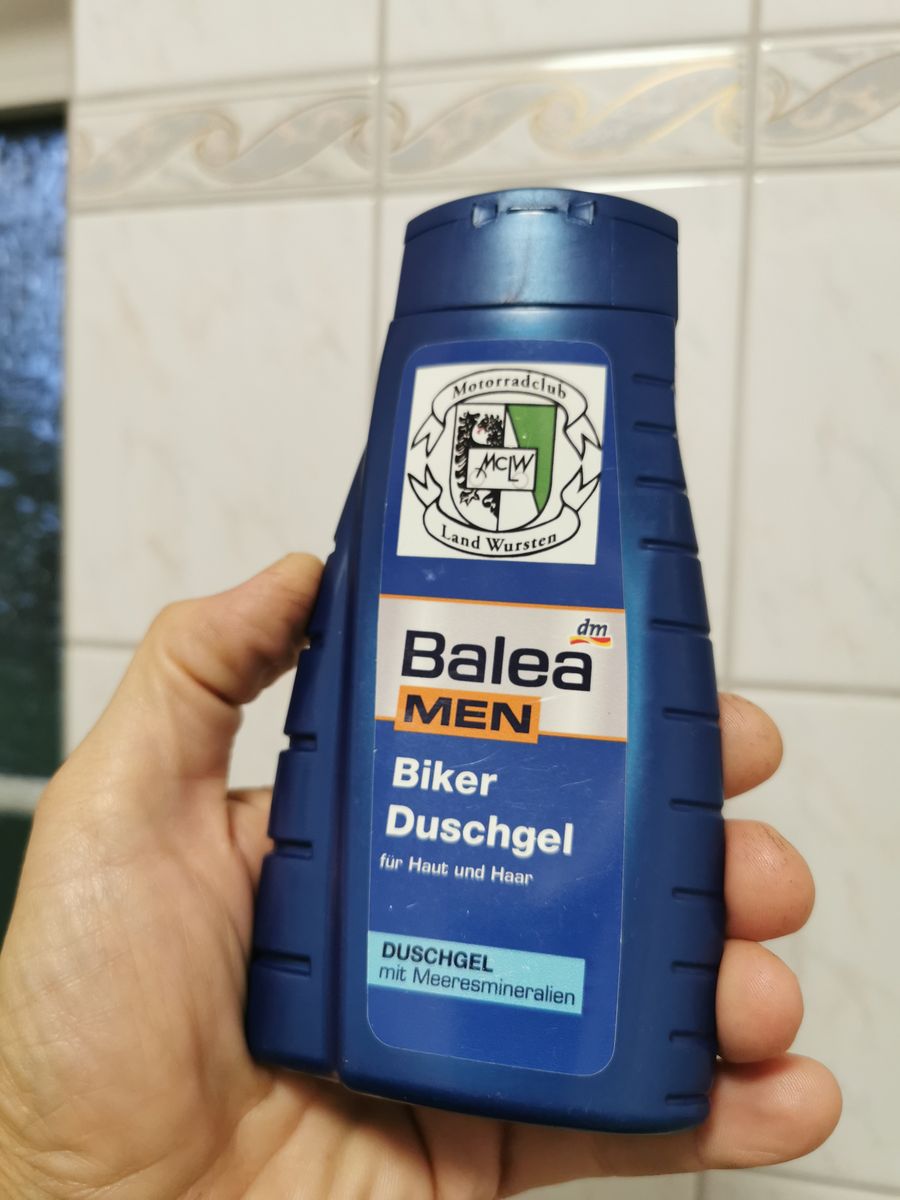 Motorradclub
MCLW
Land Wursten
dm
Balea
MEN
Biker
Duschgel
für Haut und Haar
DUSCHGEL
mit Meeresmineralien